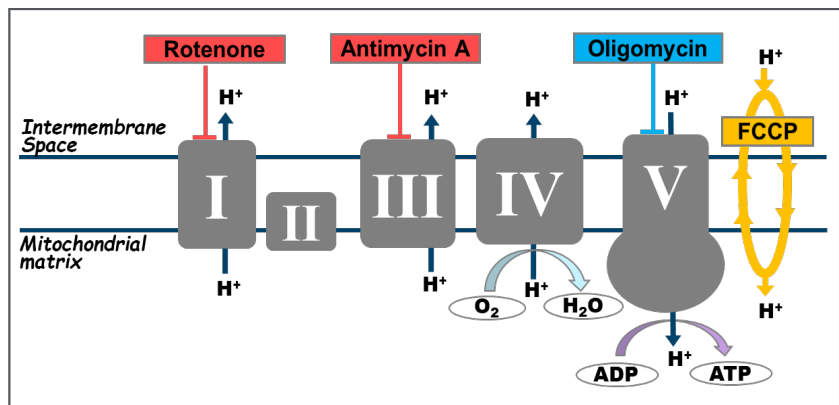 Rotenone
Antimycin A
Oligomycin
H⁺
H⁺
H⁺
H⁺
H⁺
Intermembrane
Space
FCCP
I
II
III
IV
V
Mitochondrial
matrix
H⁺
H⁺
H⁺
O₂
H₂O
H⁺
H⁺
ADP
ATP